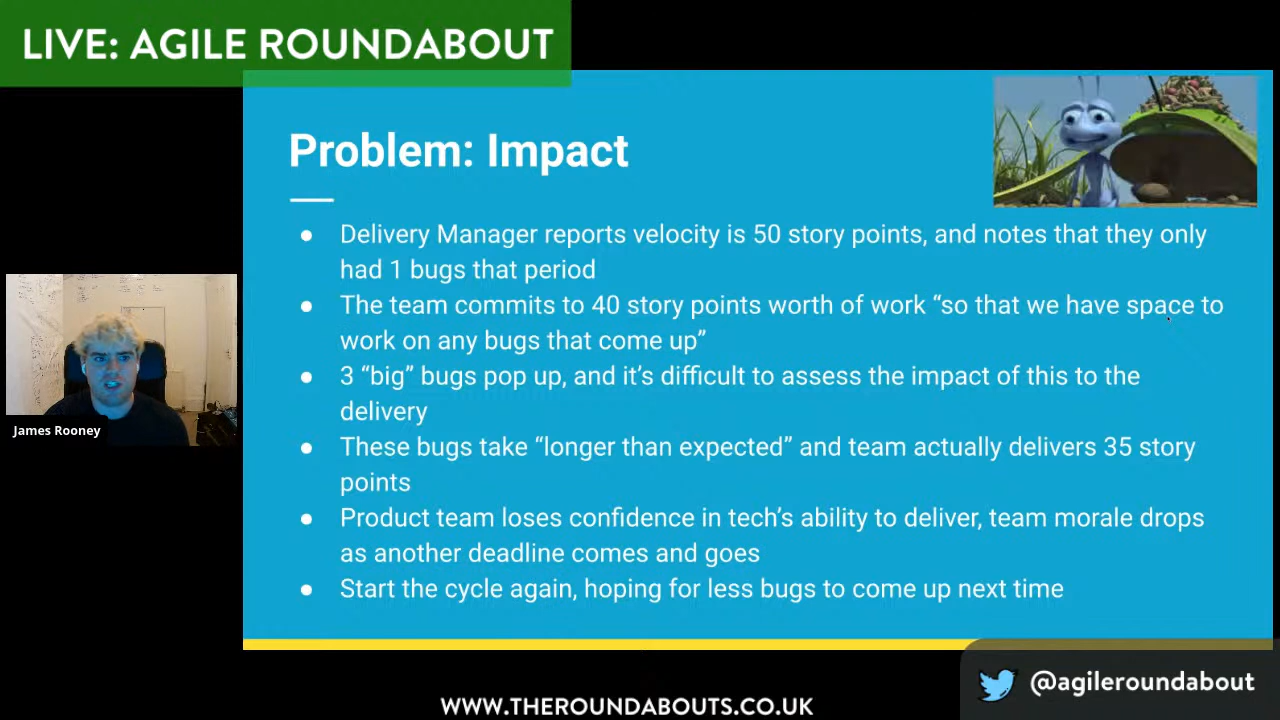 LIVE: AGILE ROUNDABOUT
Problem: Impact
● Delivery Manager reports velocity is 50 story points, and notes that they only
had 1 bugs that period
● The team commits to 40 story points worth of work “so that we have space to
work on any bugs that come up”
● 3 “big” bugs pop up, and it’s difficult to assess the impact of this to the
delivery
● These bugs take “longer than expected” and team actually delivers 35 story
points
● Product team loses confidence in tech’s ability to deliver, team morale drops
as another deadline comes and goes
● Start the cycle again, hoping for less bugs to come up next time
James Rooney
@agileroundabout
WWW.THEROUNDABOUTS.CO.UK